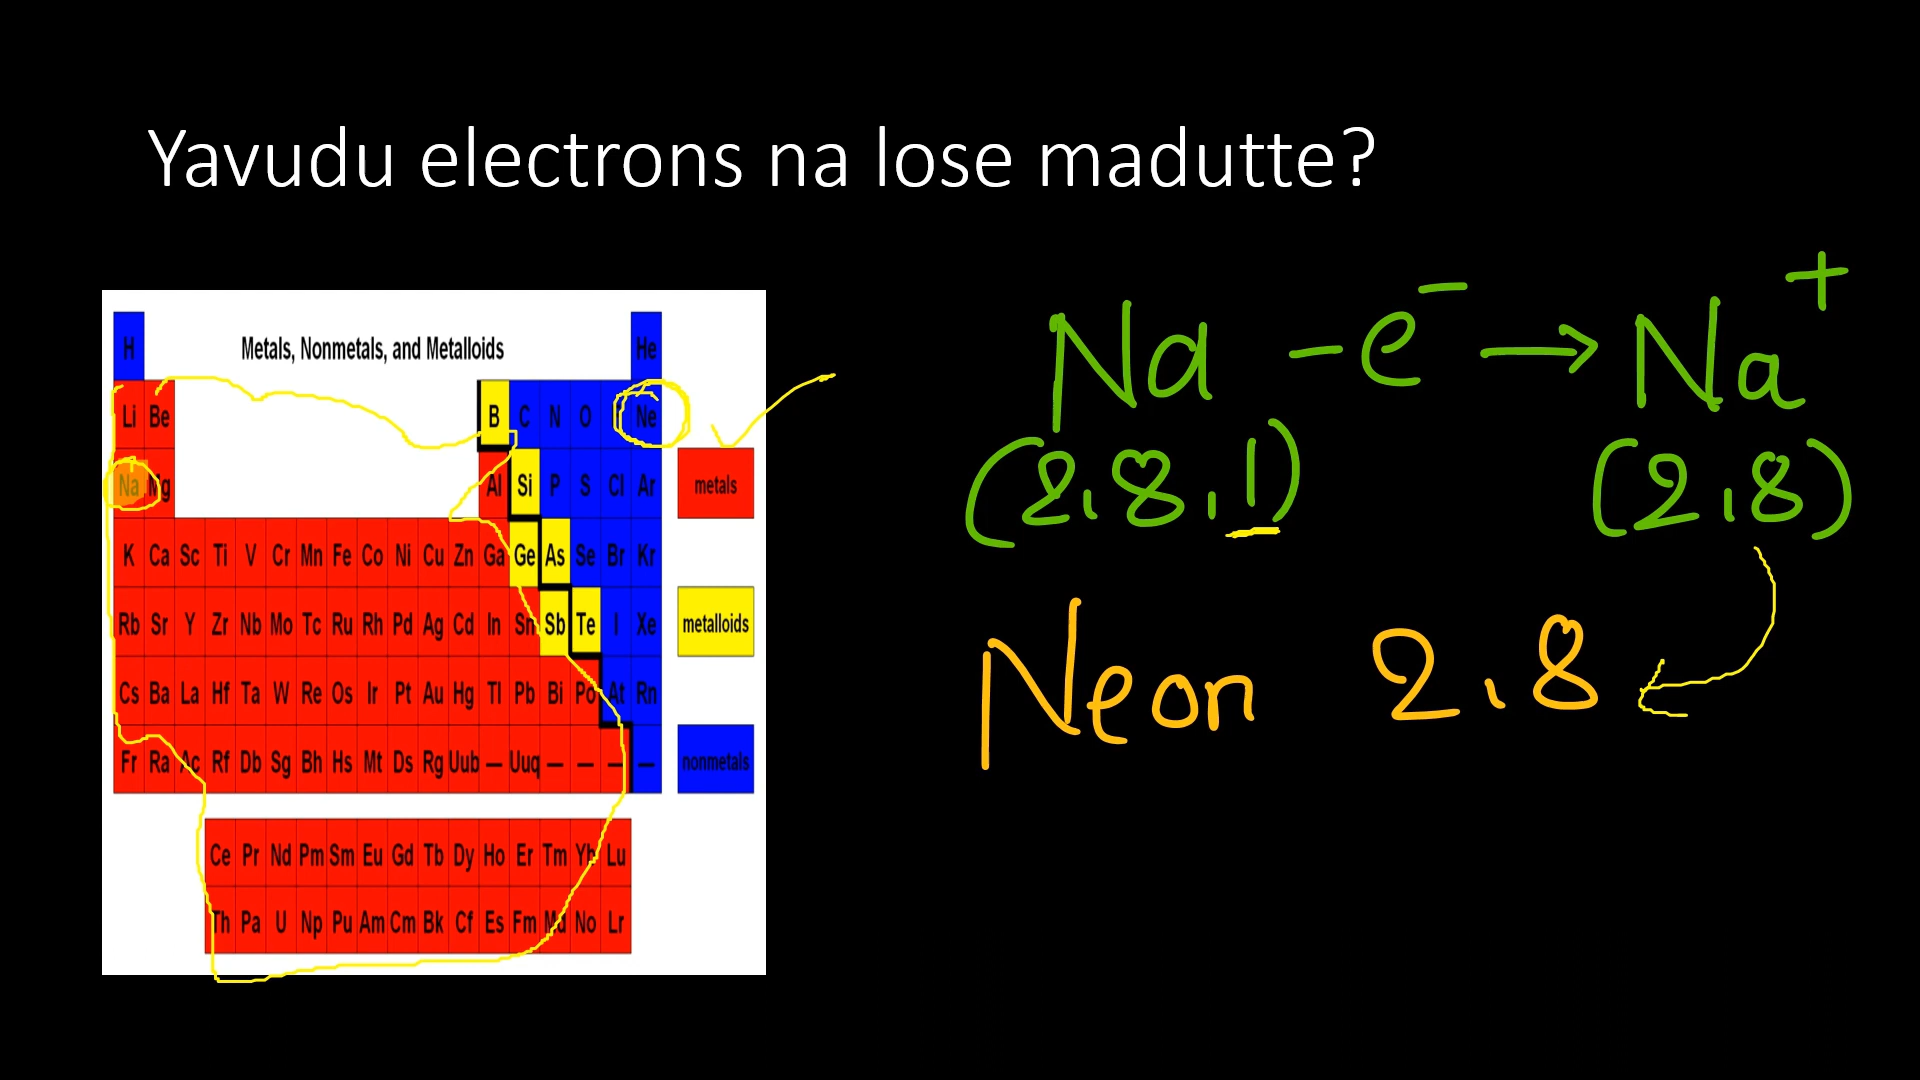 Yavudu electrons na lose madutte?
Metals, Nonmetals, and Metalloids
H He
Li Be B C N O Ne
Na Mg Al Si P S Cl Ar
K Ca Sc Ti V Cr Mn Fe Co Ni Cu Zn Ga Ge As Se Br Kr
Rb Sr Y Zr Nb Mo Tc Ru Rh Pd Ag Cd In Sn Sb Te I Xe
Cs Ba La Hf Ta W Re Os Ir Pt Au Hg Tl Pb Bi Po At Rn
Fr Ra Ac Rf Db Sg Bh Hs Mt Ds Rg Uub — Uuq — — — —
Ce Pr Nd Pm Sm Eu Gd Tb Dy Ho Er Tm Yb Lu
Th Pa U Np Pu Am Cm Bk Cf Es Fm Md No Lr
metals
metalloids
nonmetals
Na - e⁻ → Na⁺
(2,8,1) (2,8)
Neon 2,8